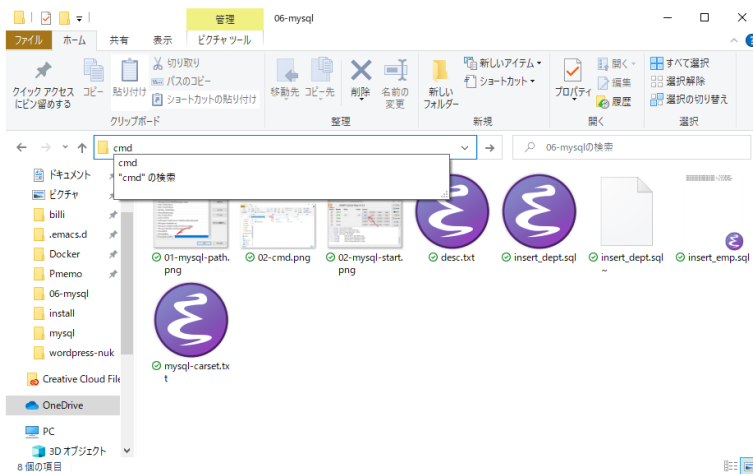 管理
06-mysql
ファイル
ホーム
共有
表示
ピクチャ ツール
クイック アクセス
にピン留めする
コピー
貼り付け
切り取り
パスのコピー
ショートカットの貼り付け
クリップボード
移動先
コピー先
削除
名前の
変更
整理
新しい
フォルダー
新しいアイテム
ショートカット
新規
プロパティ
開く
編集
履歴
開く
すべて選択
選択解除
選択の切り替え
選択
cmd
06-mysqlの検索
cmd
"cmd" の検索
ドキュメント
ピクチャ
billi
.emacs.d
Docker
Pmemo
06-mysql
install
mysql
wordpress-nuk
Creative Cloud File
OneDrive
PC
3D オブジェクト
01-mysql-path.
png
02-cmd.png
02-mysql-start.
png
desc.txt
insert_dept.sql
insert_dept.sql
~
insert_emp.sql
mysql-carset.tx
t
8 個の項目